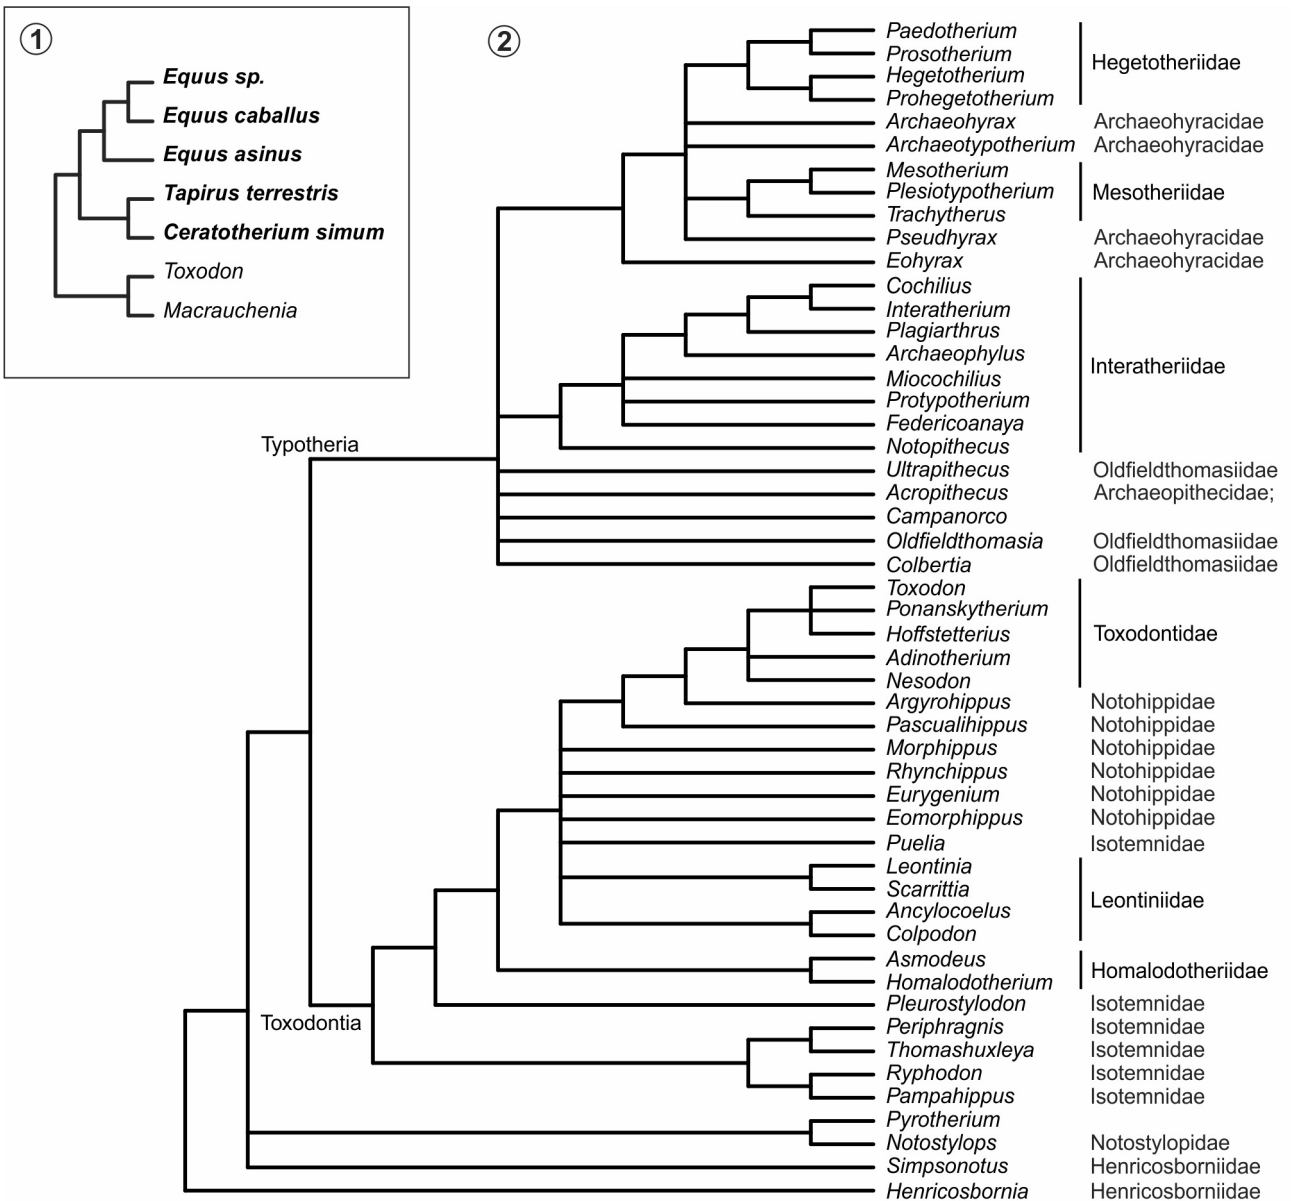 1
Equus sp.
Equus caballus
Equus asinus
Tapirus terrestris
Ceratotherium simum
Toxodon
Macrauchenia
2
Paedotherium
Prosotherium
Hegetotheriidae
Hegetotherium
Prohegetotherium
Archaeohyrax Archaeohyracidae
Archaeotypotherium Archaeohyracidae
Mesotherium
Plesiotypotherium Mesotheriidae
Trachytherus
Pseudhyrax Archaeohyracidae
Eohyrax Archaeohyracidae
Cochilius
Interatherium
Plagiarthrus
Archaeophylus
Interatheriidae
Miocochilius
Protypotherium
Federicoanaya
Notopithecus
Typotheria
Ultrapithecus Oldfieldthomasiidae
Acropithecus Archaeopithecidae;
Campanorco
Oldfieldthomasia Oldfieldthomasiidae
Colbertia Oldfieldthomasiidae
Toxodon
Ponanskytherium
Hoffstetterius Toxodontidae
Adinotherium
Nesodon
Argyrohippus Notohippidae
Pascualihippus Notohippidae
Morphippus Notohippidae
Rhynchippus Notohippidae
Eurygenium Notohippidae
Eomorphippus Notohippidae
Puelia Isotemnidae
Leontinia
Scarrittia
Leontiniidae
Ancylocoelus
Colpodon
Asmodeus
Homalodotheriidae
Homalodotherium
Pleurostylodon Isotemnidae
Toxodontia
Periphragnis Isotemnidae
Thomashuxleya Isotemnidae
Ryphodon Isotemnidae
Pampahippus Isotemnidae
Pyrotherium
Notostylops Notostylopidae
Simpsonotus Henricosborniidae
Henricosbornia Henricosborniidae